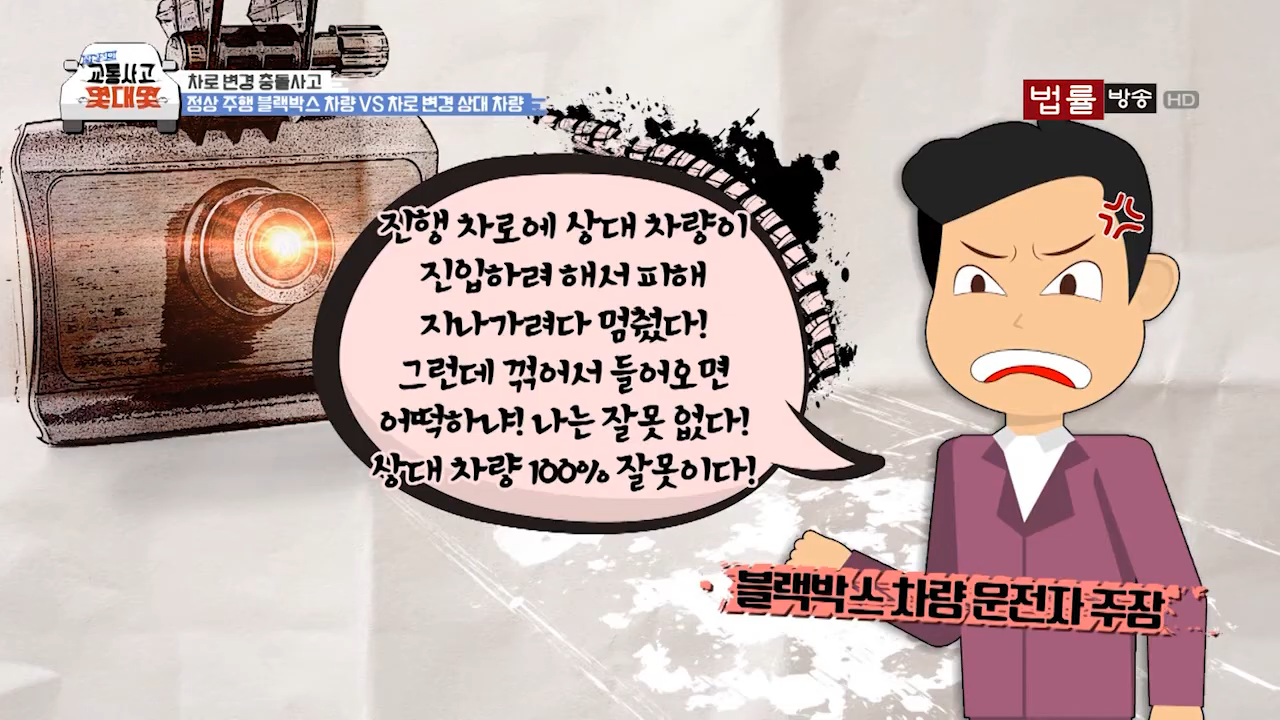 교통사고
몇대몇
차로 변경 충돌사고
정상 주행 블랙박스 차량 VS 차로 변경 상대 차량
법률방송 HD
진행 차로에 상대 차량이
진입하려 해서 피해
지나가려다 멈췄다!
그런데 꺾어서 들어오면
어떡하냐! 나는 잘못 없다!
상대 차량 100% 잘못이다!
블랙박스 차량 운전자 주장